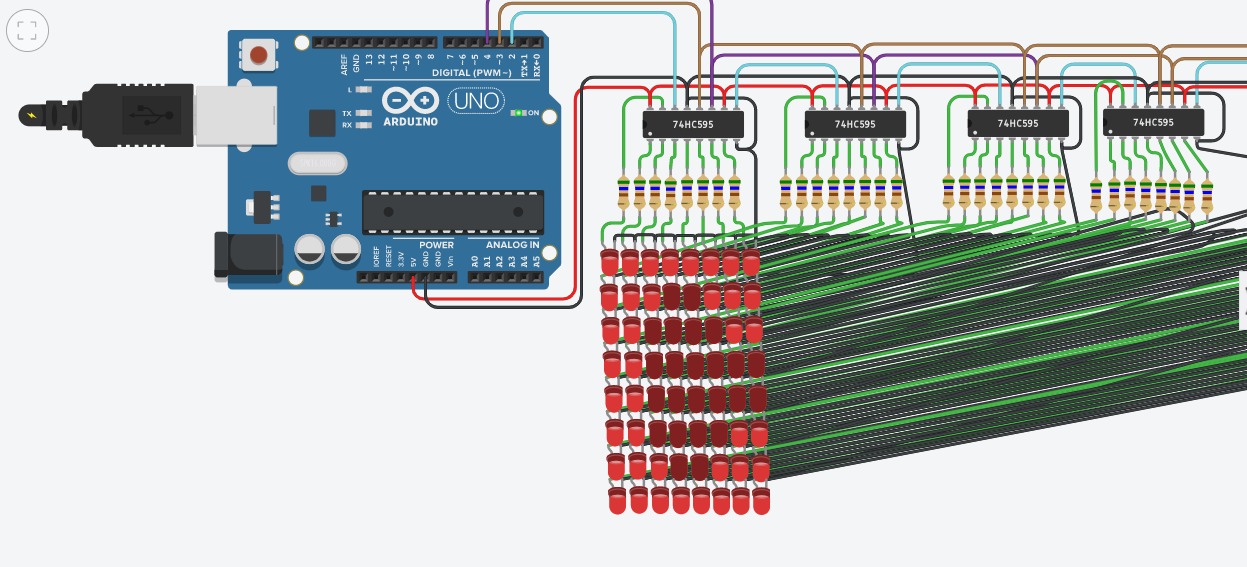 AREF
GND
13
12
~11
~10
~9
8
7
~6
~5
4
~3
2
TX→1
RX←0
DIGITAL (PWM~)
L
TX
RX
UNO
ARDUINO
ON
74HC595
74HC595
74HC595
74HC595
POWER
ANALOG IN
IOREF
RESET
3.3V
5V
GND
GND
Vin
A0
A1
A2
A3
A4
A5